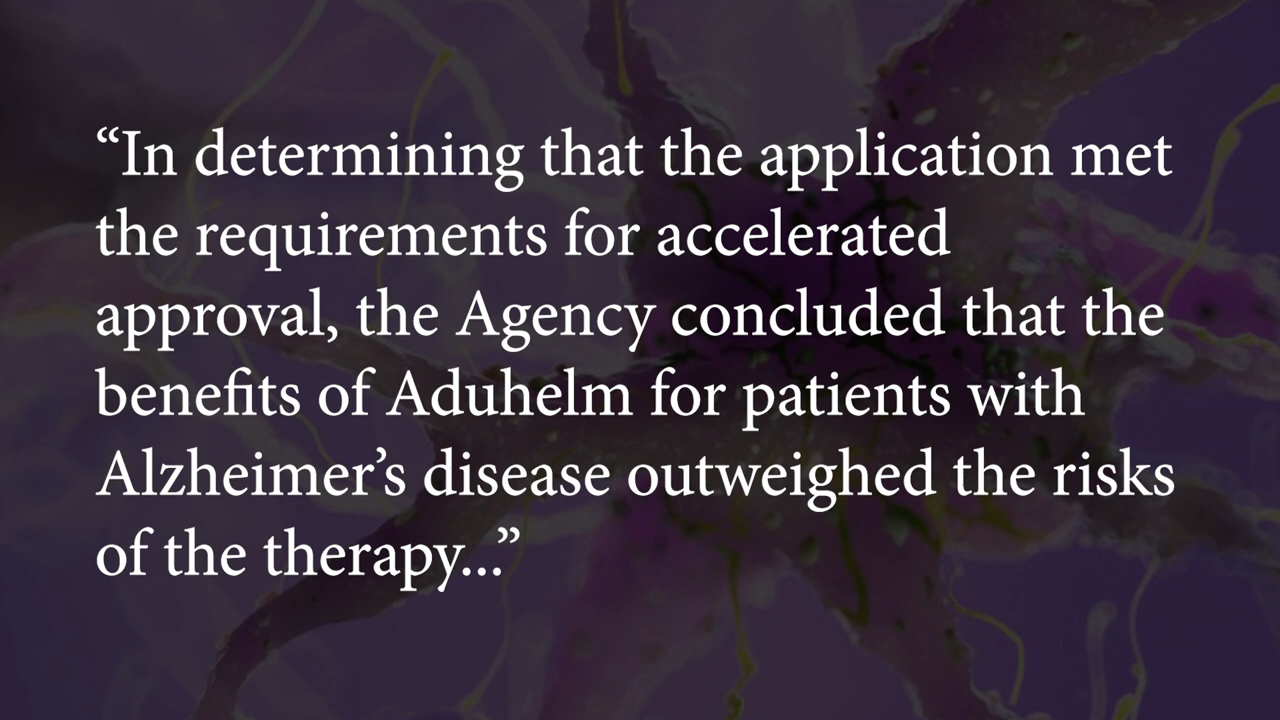 “In determining that the application met
the requirements for accelerated
approval, the Agency concluded that the
benefits of Aduhelm for patients with
Alzheimer’s disease outweighed the risks
of the therapy...”